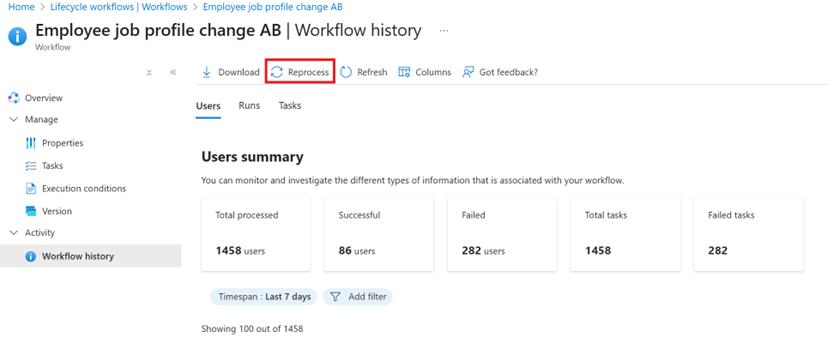 Home > Lifecycle workflows | Workflows > Employee job profile change AB
Employee job profile change AB | Workflow history ...
Workflow
Download Reprocess Refresh Columns Got feedback?
Overview
Manage
Properties
Tasks
Execution conditions
Version
Activity
Workflow history
Users Runs Tasks
Users summary
You can monitor and investigate the different types of information that is associated with your workflow.
Total processed Successful Failed Total tasks Failed tasks
1458 users 86 users 282 users 1458 282
Timespan : Last 7 days Add filter
Showing 100 out of 1458